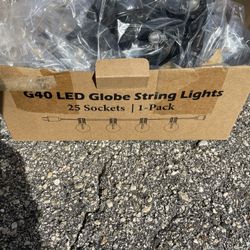 G40 LED Globe String Lights
25 Sockets | 1-Pack